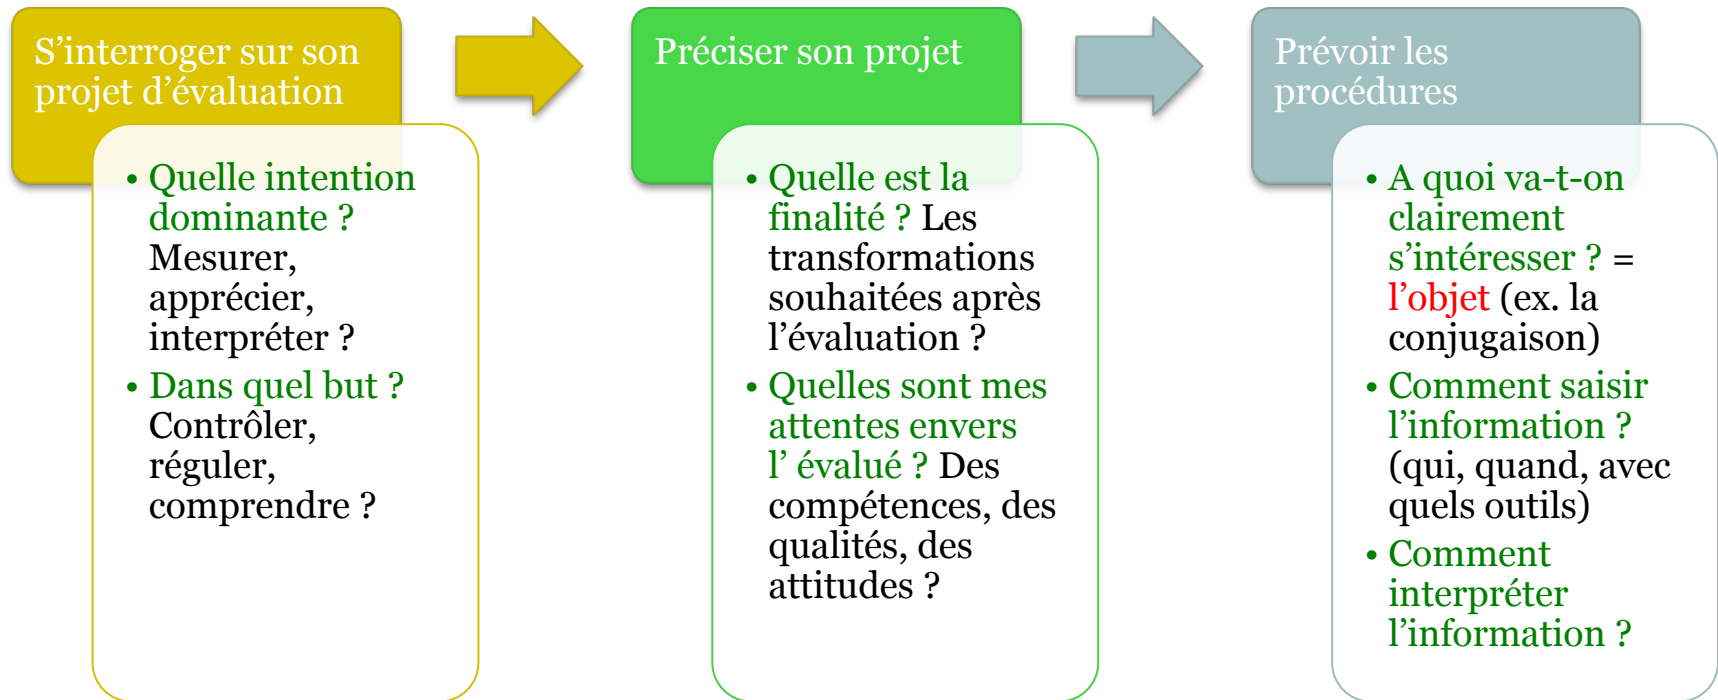 S’interroger sur son
projet d’évaluation
• Quelle intention
dominante ?
Mesurer,
apprécier,
interpréter ?
• Dans quel but ?
Contrôler,
réguler,
comprendre ?
Préciser son projet
• Quelle est la
finalité ? Les
transformations
souhaitées après
l’évaluation ?
• Quelles sont mes
attentes envers
l’ évalué ? Des
compétences, des
qualités, des
attitudes ?
Prévoir les
procédures
• A quoi va-t-on
clairement
s’intéresser ? =
l’objet (ex. la
conjugaison)
• Comment saisir
l’information ?
(qui, quand, avec
quels outils)
• Comment
interpréter
l’information ?